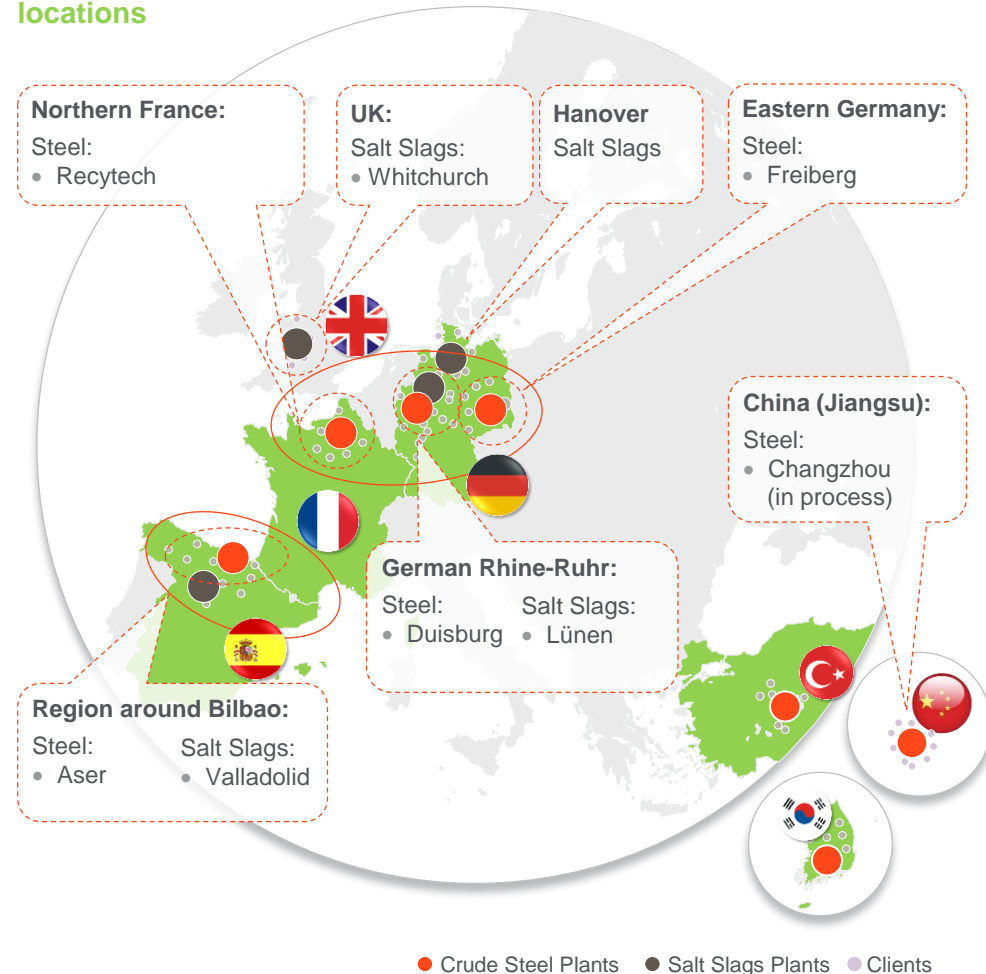 locations
Northern France:
Steel:
• Recytech
UK:
Salt Slags:
• Whitchurch
Hanover
Salt Slags
Eastern Germany:
Steel:
• Freiberg
China (Jiangsu):
Steel:
• Changzhou
(in process)
German Rhine-Ruhr:
Steel:
• Duisburg
Salt Slags:
• Lünen
Region around Bilbao:
Steel:
• Aser
Salt Slags:
• Valladolid
Crude Steel Plants
Salt Slags Plants
Clients